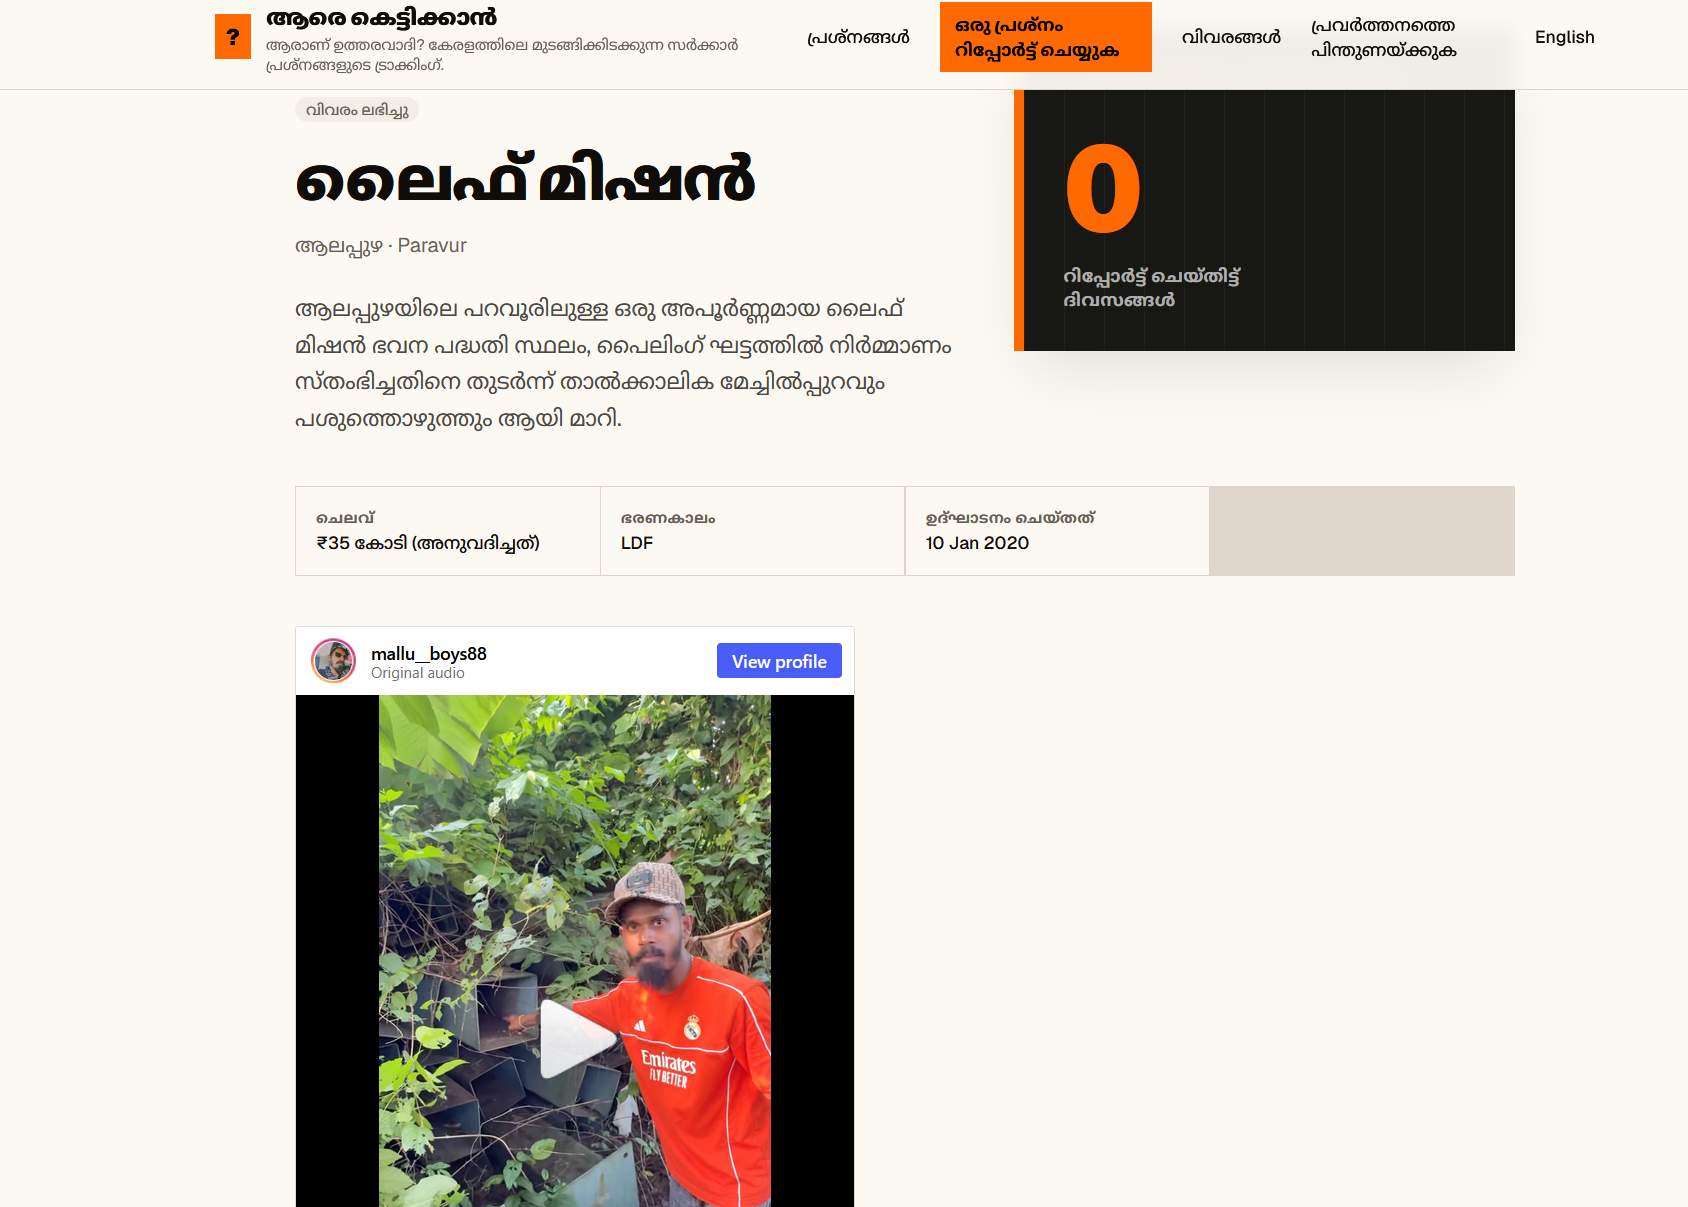 ?
ആരെ കെട്ടിക്കാൻ
ആരാണ് ഉത്തരവാദി? കേരളത്തിലെ മുടങ്ങിക്കിടക്കുന്ന സർക്കാർ
പ്രശ്നങ്ങളുടെ ട്രാക്കിംഗ്.
പ്രശ്നങ്ങൾ
ഒരു പ്രശ്നം
റിപ്പോർട്ട് ചെയ്യുക
വിവരങ്ങൾ
പ്രവർത്തനത്തെ
പിന്തുണയ്ക്കുക
English
വിവരം ലഭിച്ചു
ലൈഫ് മിഷൻ
ആലപ്പുഴ · Paravur
ആലപ്പുഴയിലെ പറവൂരിലുള്ള ഒരു അപൂർണ്ണമായ ലൈഫ്
മിഷൻ ഭവന പദ്ധതി സ്ഥലം, പൈലിംഗ് ഘട്ടത്തിൽ നിർമ്മാണം
സ്തംഭിച്ചതിനെ തുടർന്ന് താൽക്കാലിക മേച്ചിൽപ്പുറവും
പശുത്തൊഴുത്തും ആയി മാറി.
0
റിപ്പോർട്ട് ചെയ്തിട്ട്
ദിവസങ്ങൾ
ചെലവ്
₹35 കോടി (അനുവദിച്ചത്)
ഭരണകാലം
LDF
ഉദ്ഘാടനം ചെയ്തത്
10 Jan 2020
mallu__boys88
Original audio
View profile
Emirates
FLY BETTER